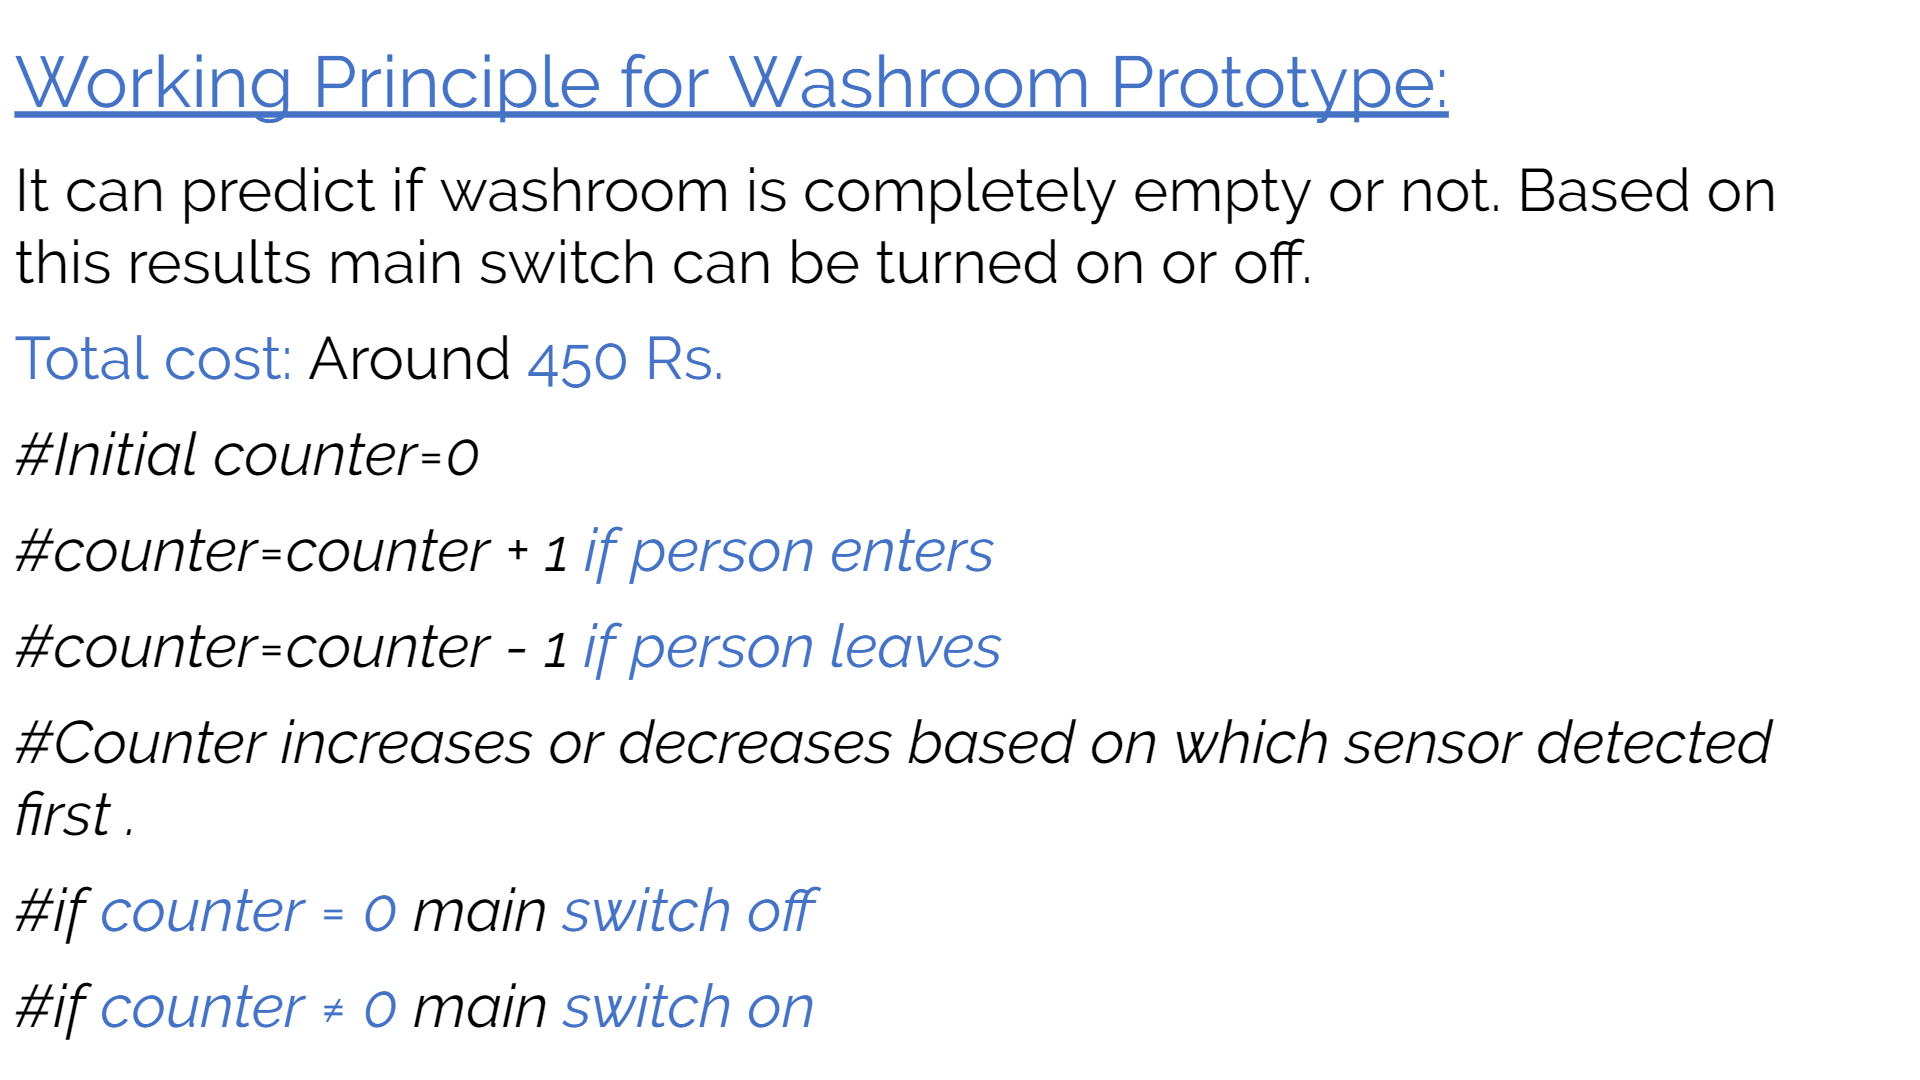 Working Principle for Washroom Prototype:
It can predict if washroom is completely empty or not. Based on
this results main switch can be turned on or off.
Total cost: Around 450 Rs.
#Initial counter=0
#counter=counter + 1 if person enters
#counter=counter - 1 if person leaves
#Counter increases or decreases based on which sensor detected
first .
#if counter = 0 main switch off
#if counter ≠ 0 main switch on